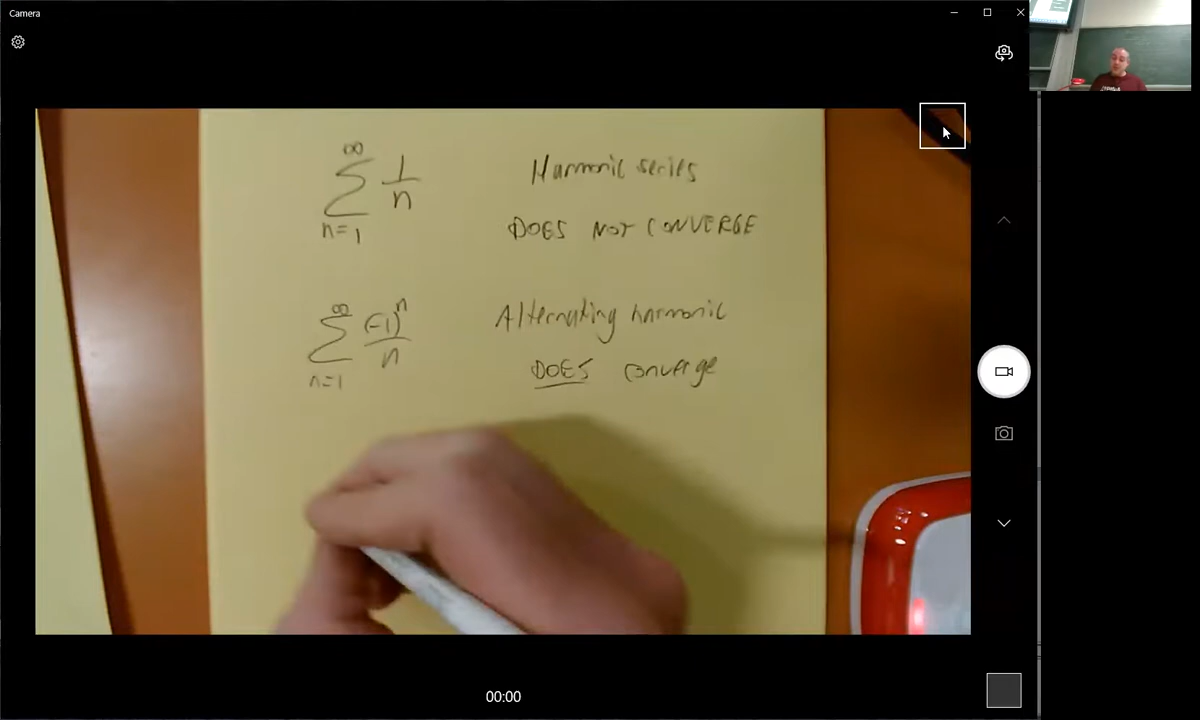 Camera
∞
∑ 1/n Harmonic series
n=1 DOES NOT CONVERGE
∞
∑ (-1)^n/n Alternating harmonic
n=1 DOES converge
00:00